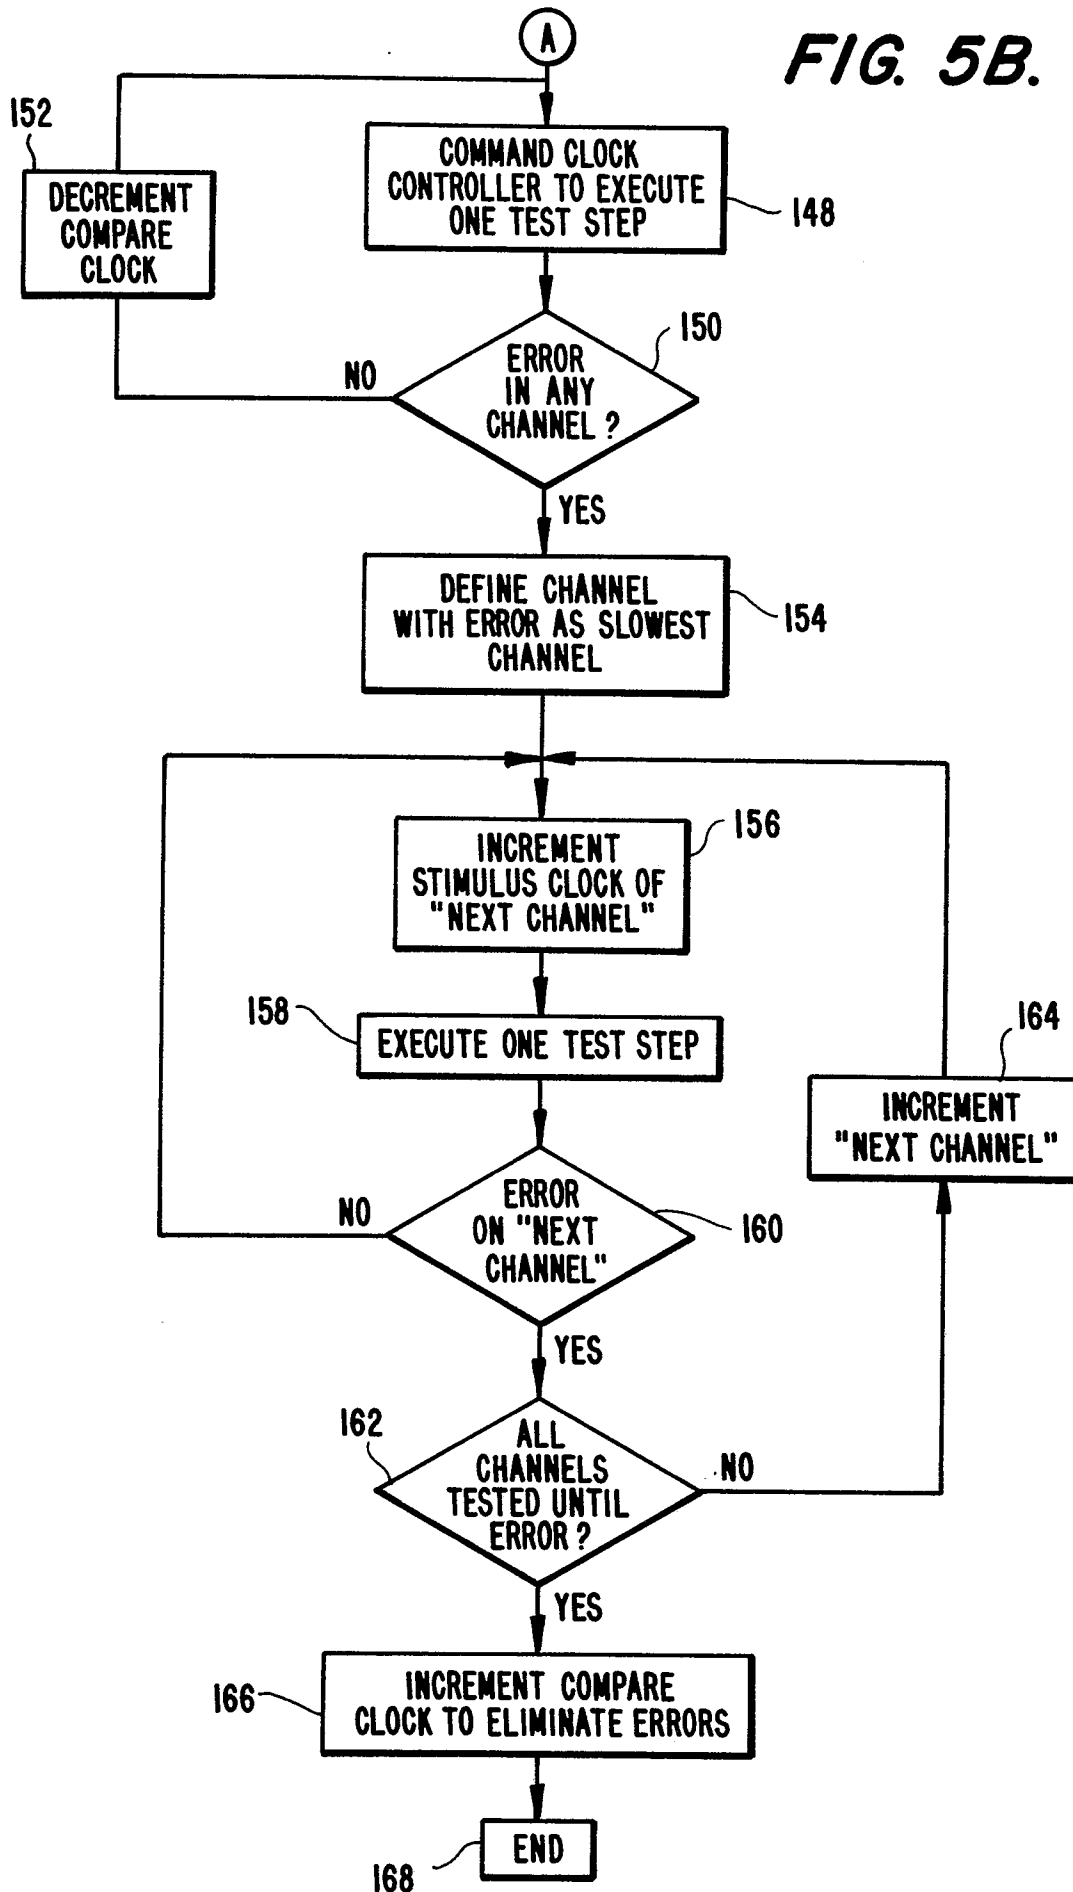 A
FIG. 5B.
152
DECREMENT
COMPARE
CLOCK
COMMAND CLOCK
CONTROLLER TO EXECUTE
ONE TEST STEP
148
150
ERROR
IN ANY
CHANNEL ?
NO
YES
DEFINE CHANNEL
WITH ERROR AS SLOWEST
CHANNEL
154
INCREMENT
STIMULUS CLOCK OF
"NEXT CHANNEL"
156
158
EXECUTE ONE TEST STEP
164
INCREMENT
"NEXT CHANNEL"
ERROR
ON "NEXT
CHANNEL"
NO
160
YES
162
ALL
CHANNELS
TESTED UNTIL
ERROR ?
NO
YES
166
INCREMENT COMPARE
CLOCK TO ELIMINATE ERRORS
END
168